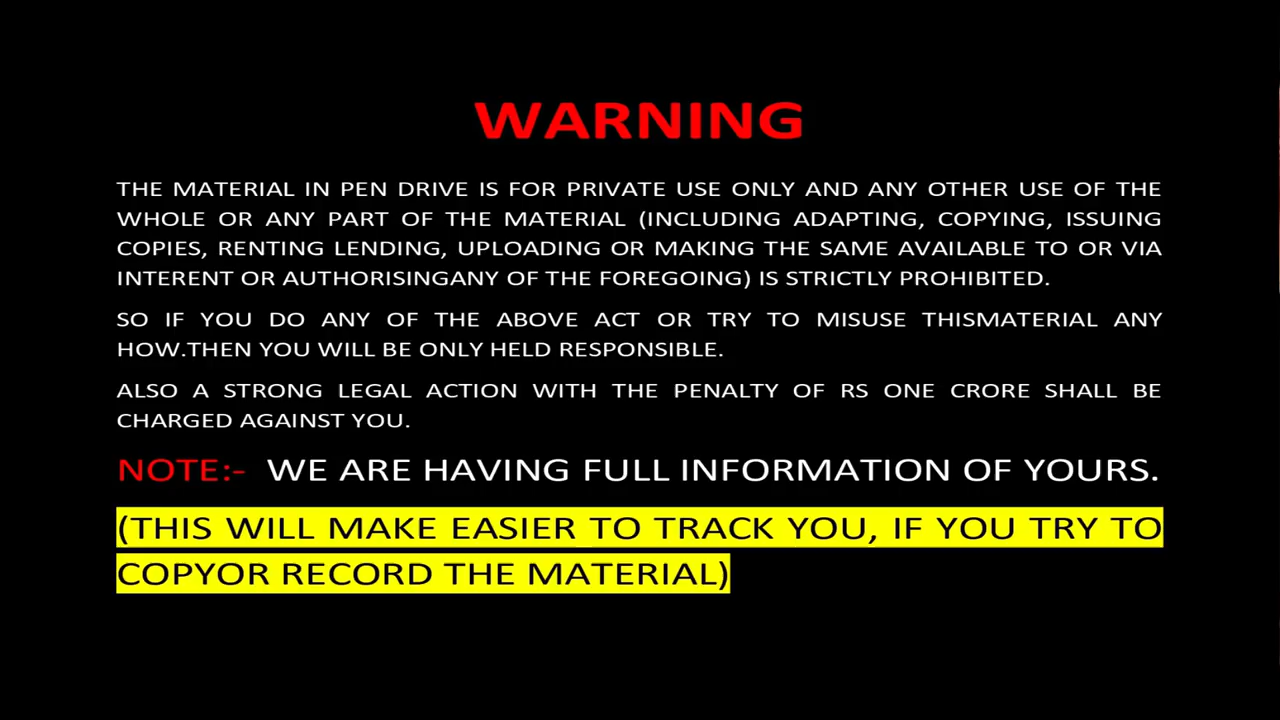 WARNING
THE MATERIAL IN PEN DRIVE IS FOR PRIVATE USE ONLY AND ANY OTHER USE OF THE
WHOLE OR ANY PART OF THE MATERIAL (INCLUDING ADAPTING, COPYING, ISSUING
COPIES, RENTING LENDING, UPLOADING OR MAKING THE SAME AVAILABLE TO OR VIA
INTERENT OR AUTHORISINGANY OF THE FOREGOING) IS STRICTLY PROHIBITED.
SO IF YOU DO ANY OF THE ABOVE ACT OR TRY TO MISUSE THISMATERIAL ANY
HOW.THEN YOU WILL BE ONLY HELD RESPONSIBLE.
ALSO A STRONG LEGAL ACTION WITH THE PENALTY OF RS ONE CRORE SHALL BE
CHARGED AGAINST YOU.
NOTE:- WE ARE HAVING FULL INFORMATION OF YOURS.
(THIS WILL MAKE EASIER TO TRACK YOU, IF YOU TRY TO
COPYOR RECORD THE MATERIAL)